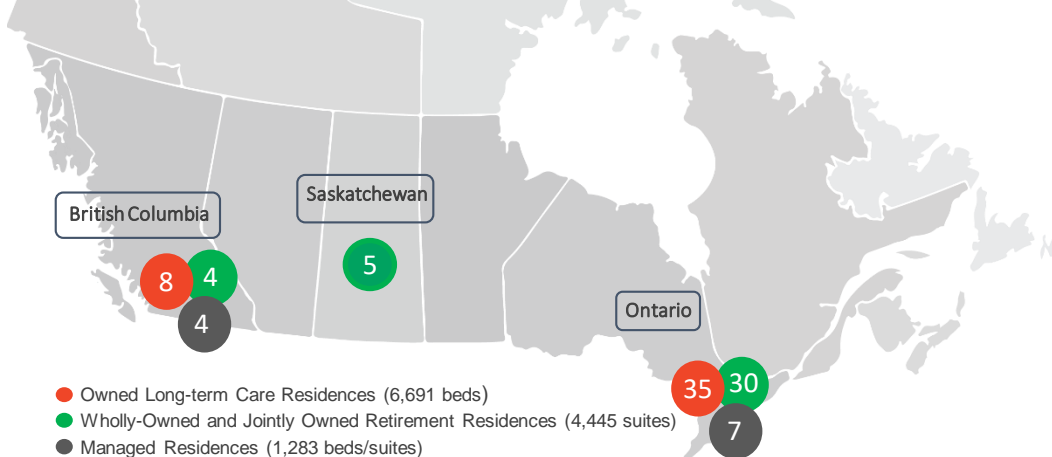 Saskatchewan
British Columbia
8
4
5
4
Ontario
35
30
7
Owned Long-term Care Residences (6,691 beds)
Wholly-Owned and Jointly Owned Retirement Residences (4,445 suites)
Managed Residences (1,283 beds/suites)